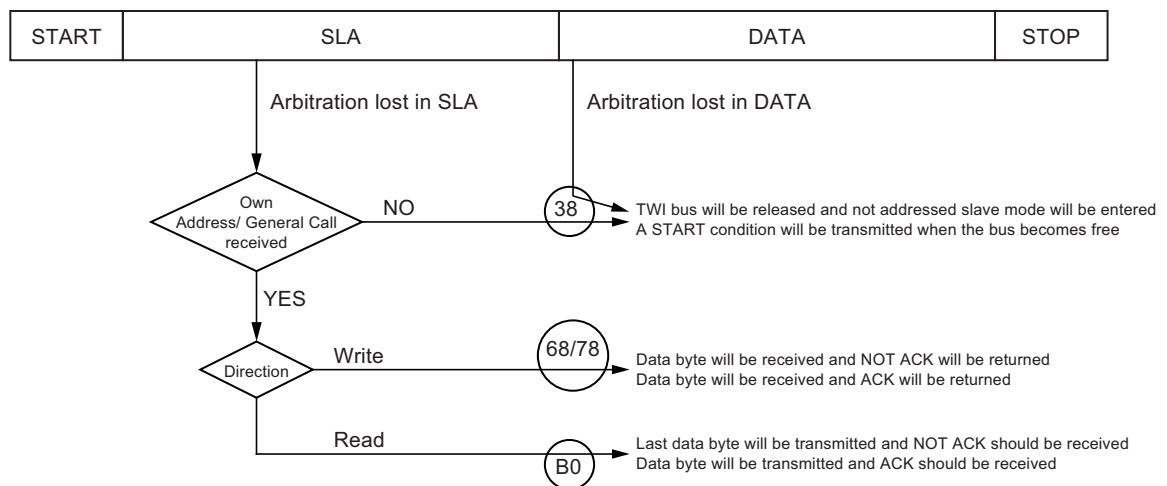 START SLA DATA STOP
Arbitration lost in SLA Arbitration lost in DATA
Own
Address/ General Call
received
NO
38
TWI bus will be released and not addressed slave mode will be entered
A START condition will be transmitted when the bus becomes free
YES
Direction
Write
68/78
Data byte will be received and NOT ACK will be returned
Data byte will be received and ACK will be returned
Read
B0
Last data byte will be transmitted and NOT ACK should be received
Data byte will be transmitted and ACK should be received